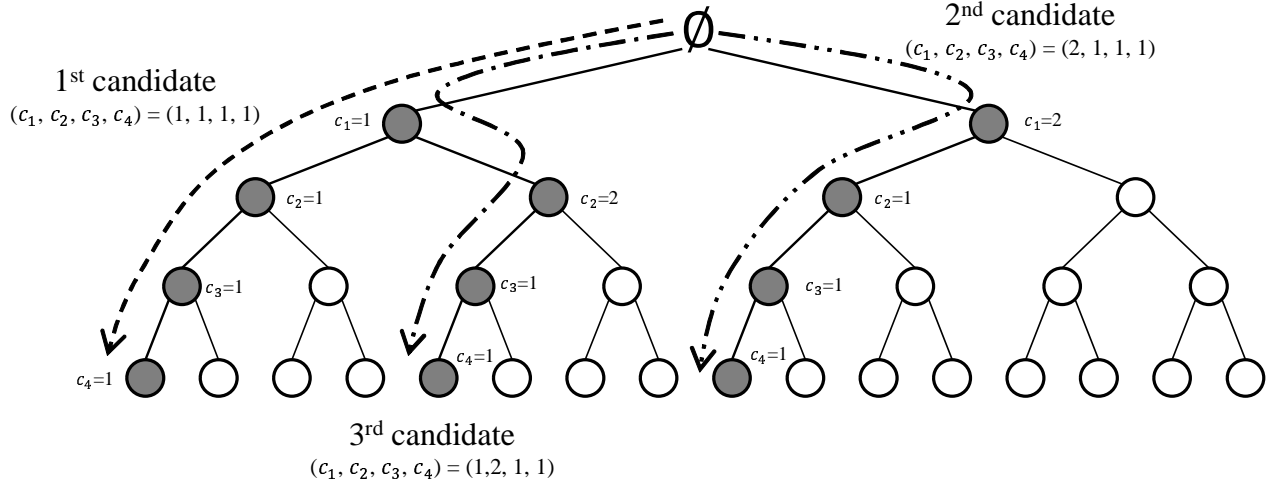 ∅
2nd candidate
(c₁, c₂, c₃, c₄) = (2, 1, 1, 1)
1st candidate
(c₁, c₂, c₃, c₄) = (1, 1, 1, 1)
c₁=1
c₁=2
c₂=1
c₂=2
c₂=1
c₃=1
c₃=1
c₃=1
c₄=1
c₄=1
c₄=1
3rd candidate
(c₁, c₂, c₃, c₄) = (1,2, 1, 1)